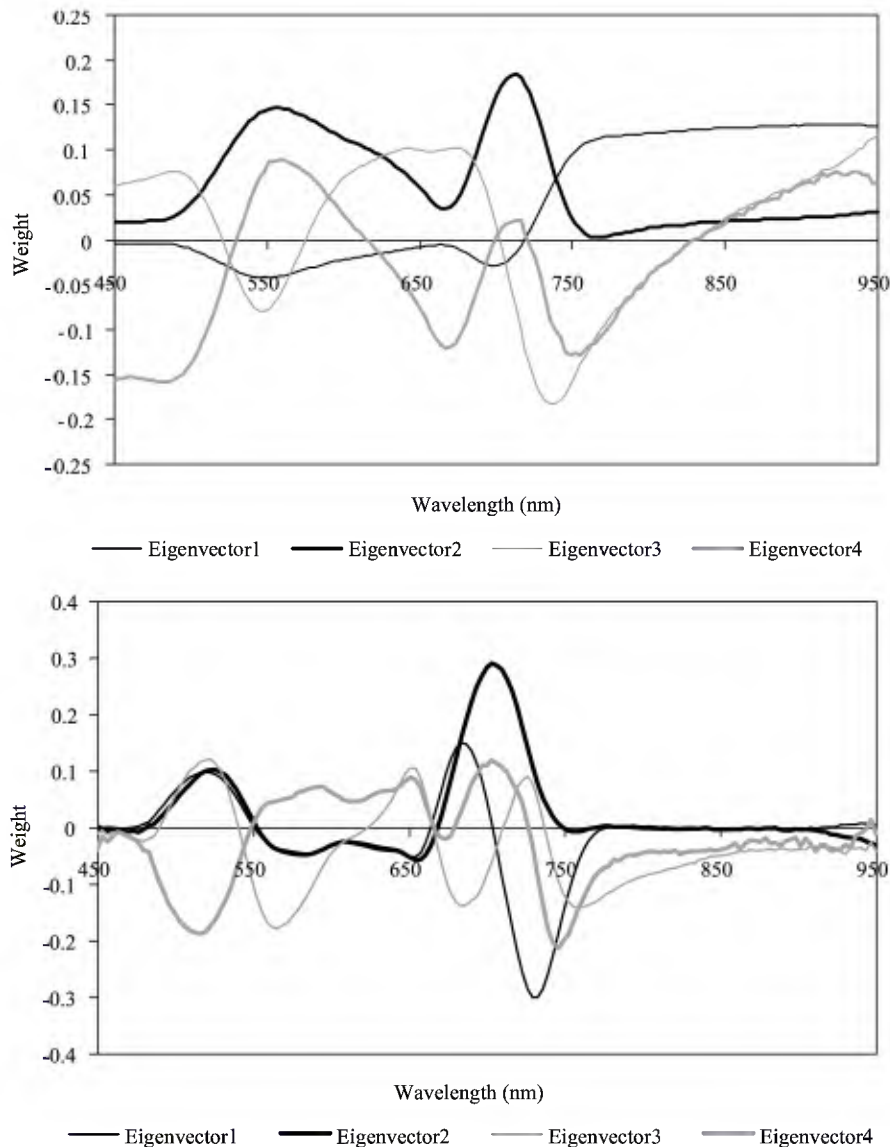 0.25
0.2
0.15
0.1
0.05
0
-0.05
-0.1
-0.15
-0.2
-0.25
Weight
450 550 650 750 850 950
Wavelength (nm)
Eigenvector1 Eigenvector2 Eigenvector3 Eigenvector4
0.4
0.3
0.2
0.1
0
-0.1
-0.2
-0.3
-0.4
Weight
450 550 650 750 850 950
Wavelength (nm)
Eigenvector1 Eigenvector2 Eigenvector3 Eigenvector4